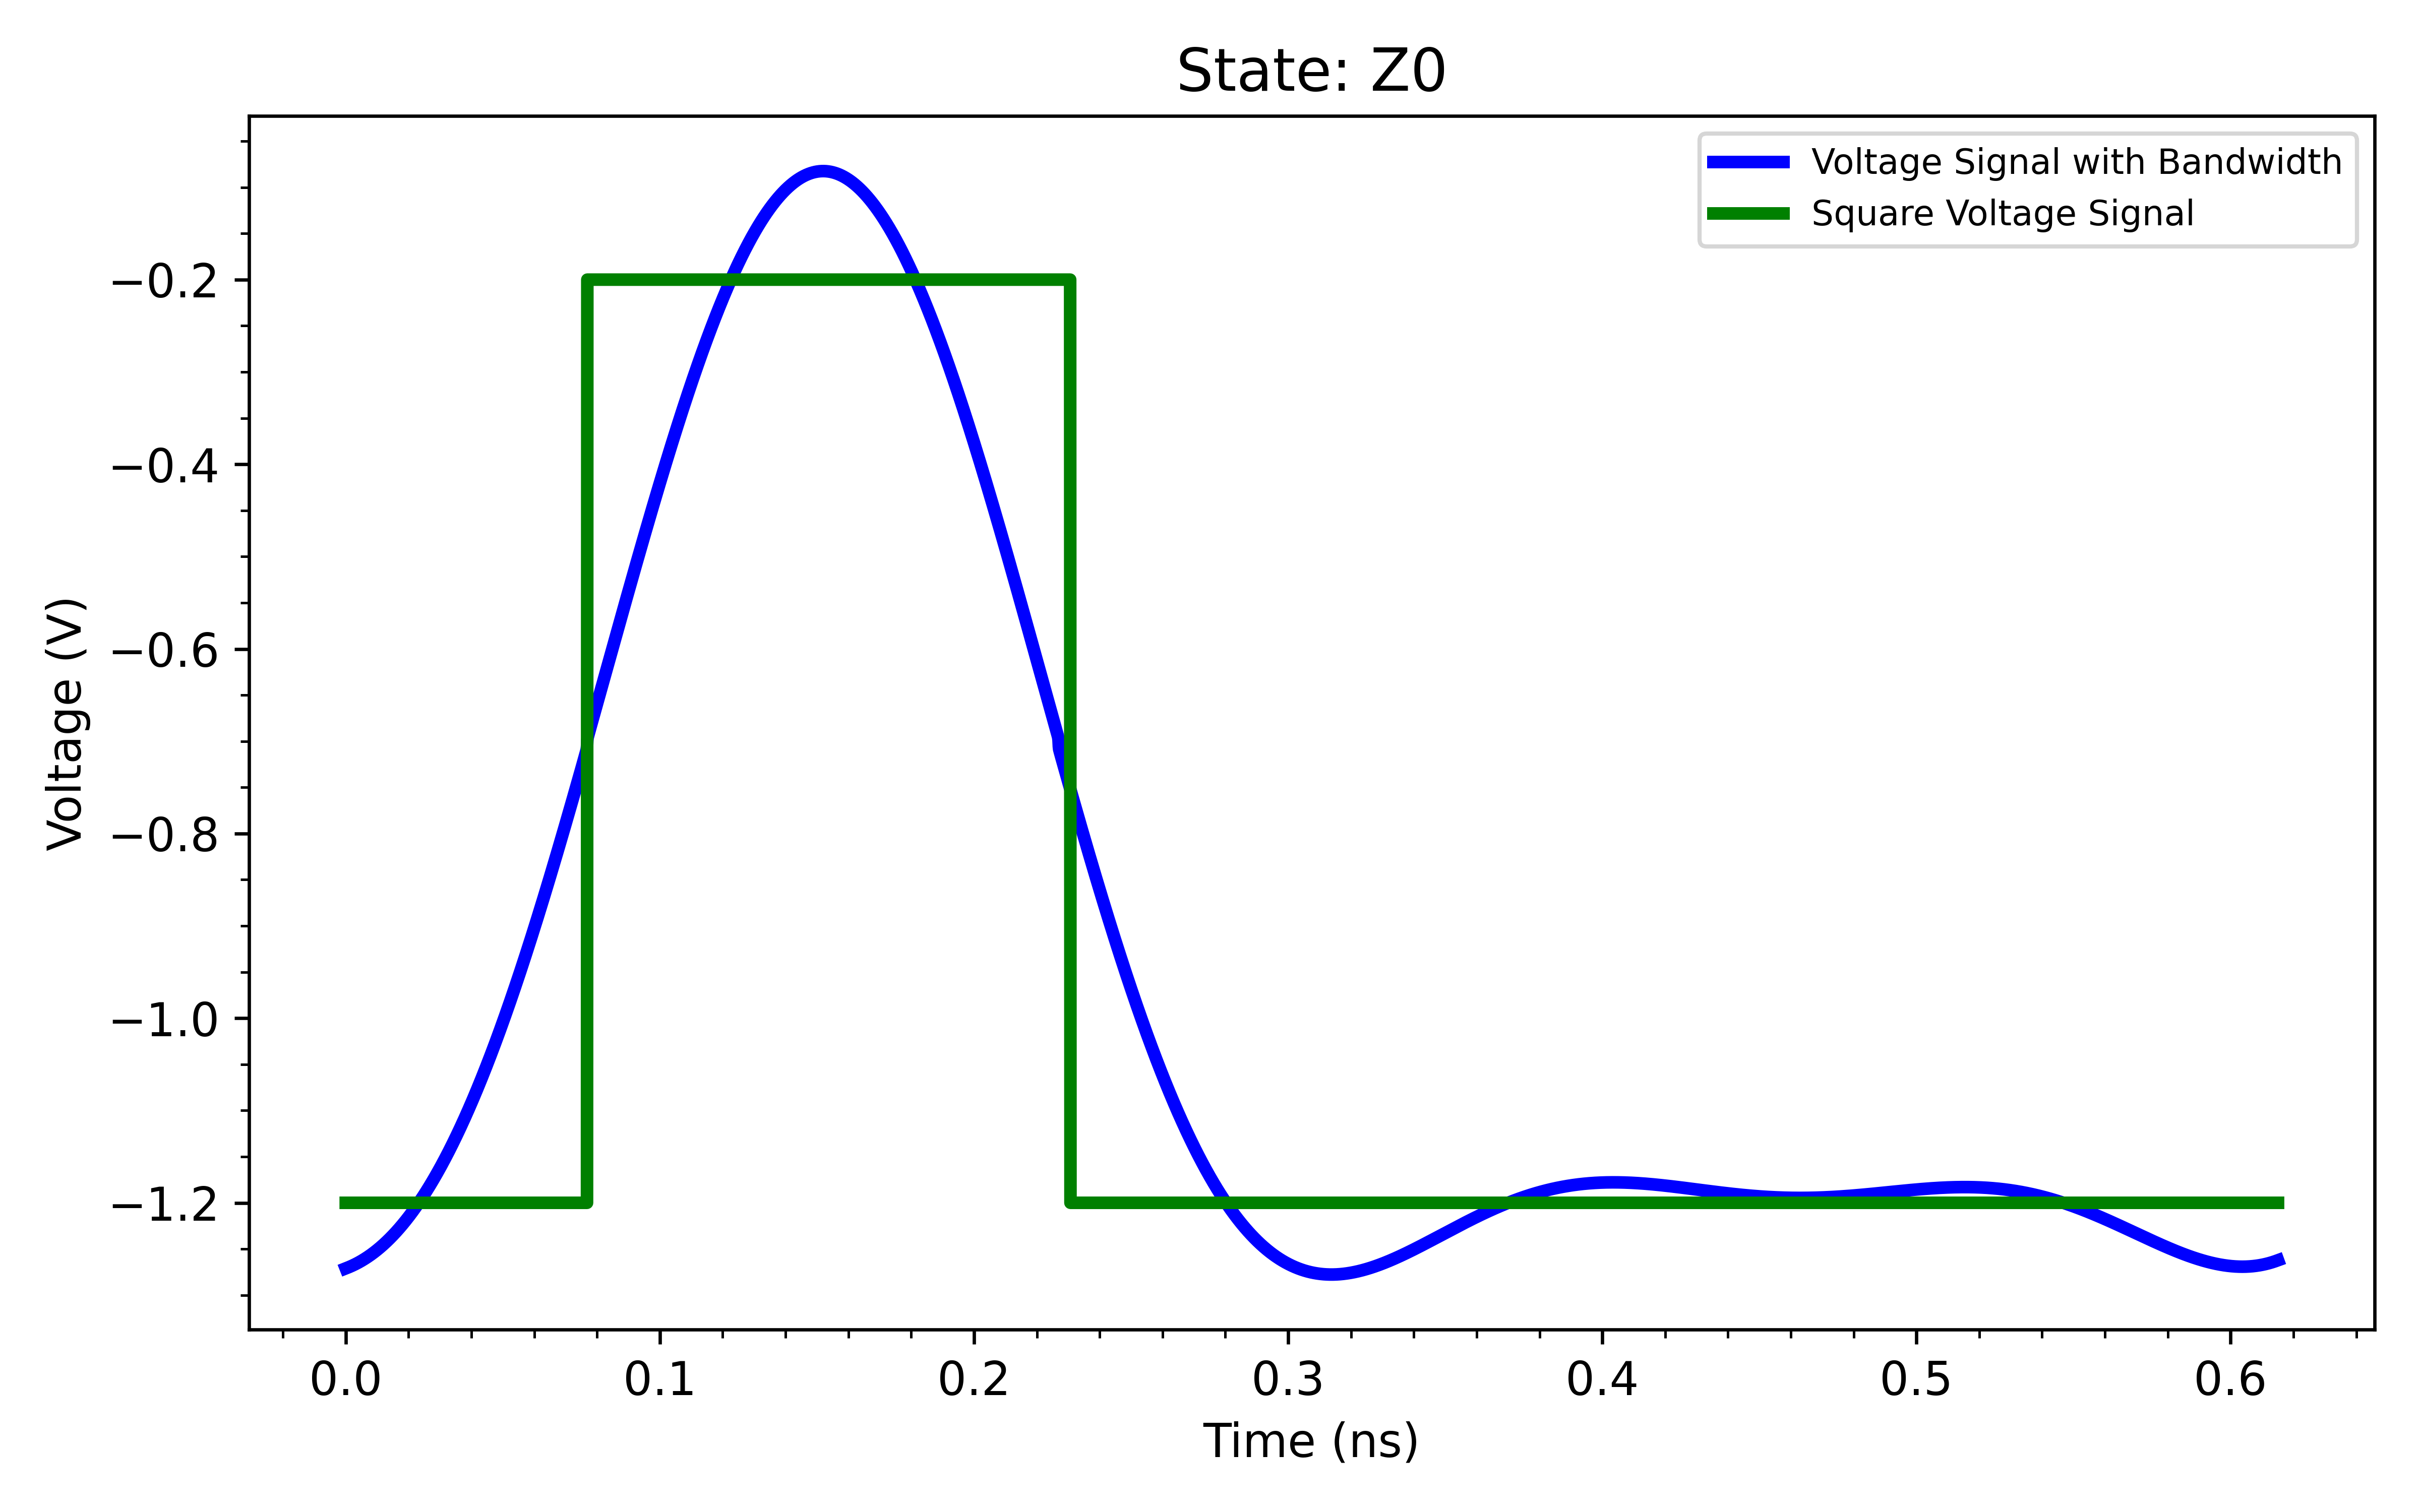 State: Z0
Voltage Signal with Bandwidth
Square Voltage Signal
Voltage (V)
−0.2
−0.4
−0.6
−0.8
−1.0
−1.2
0.0 0.1 0.2 0.3 0.4 0.5 0.6
Time (ns)